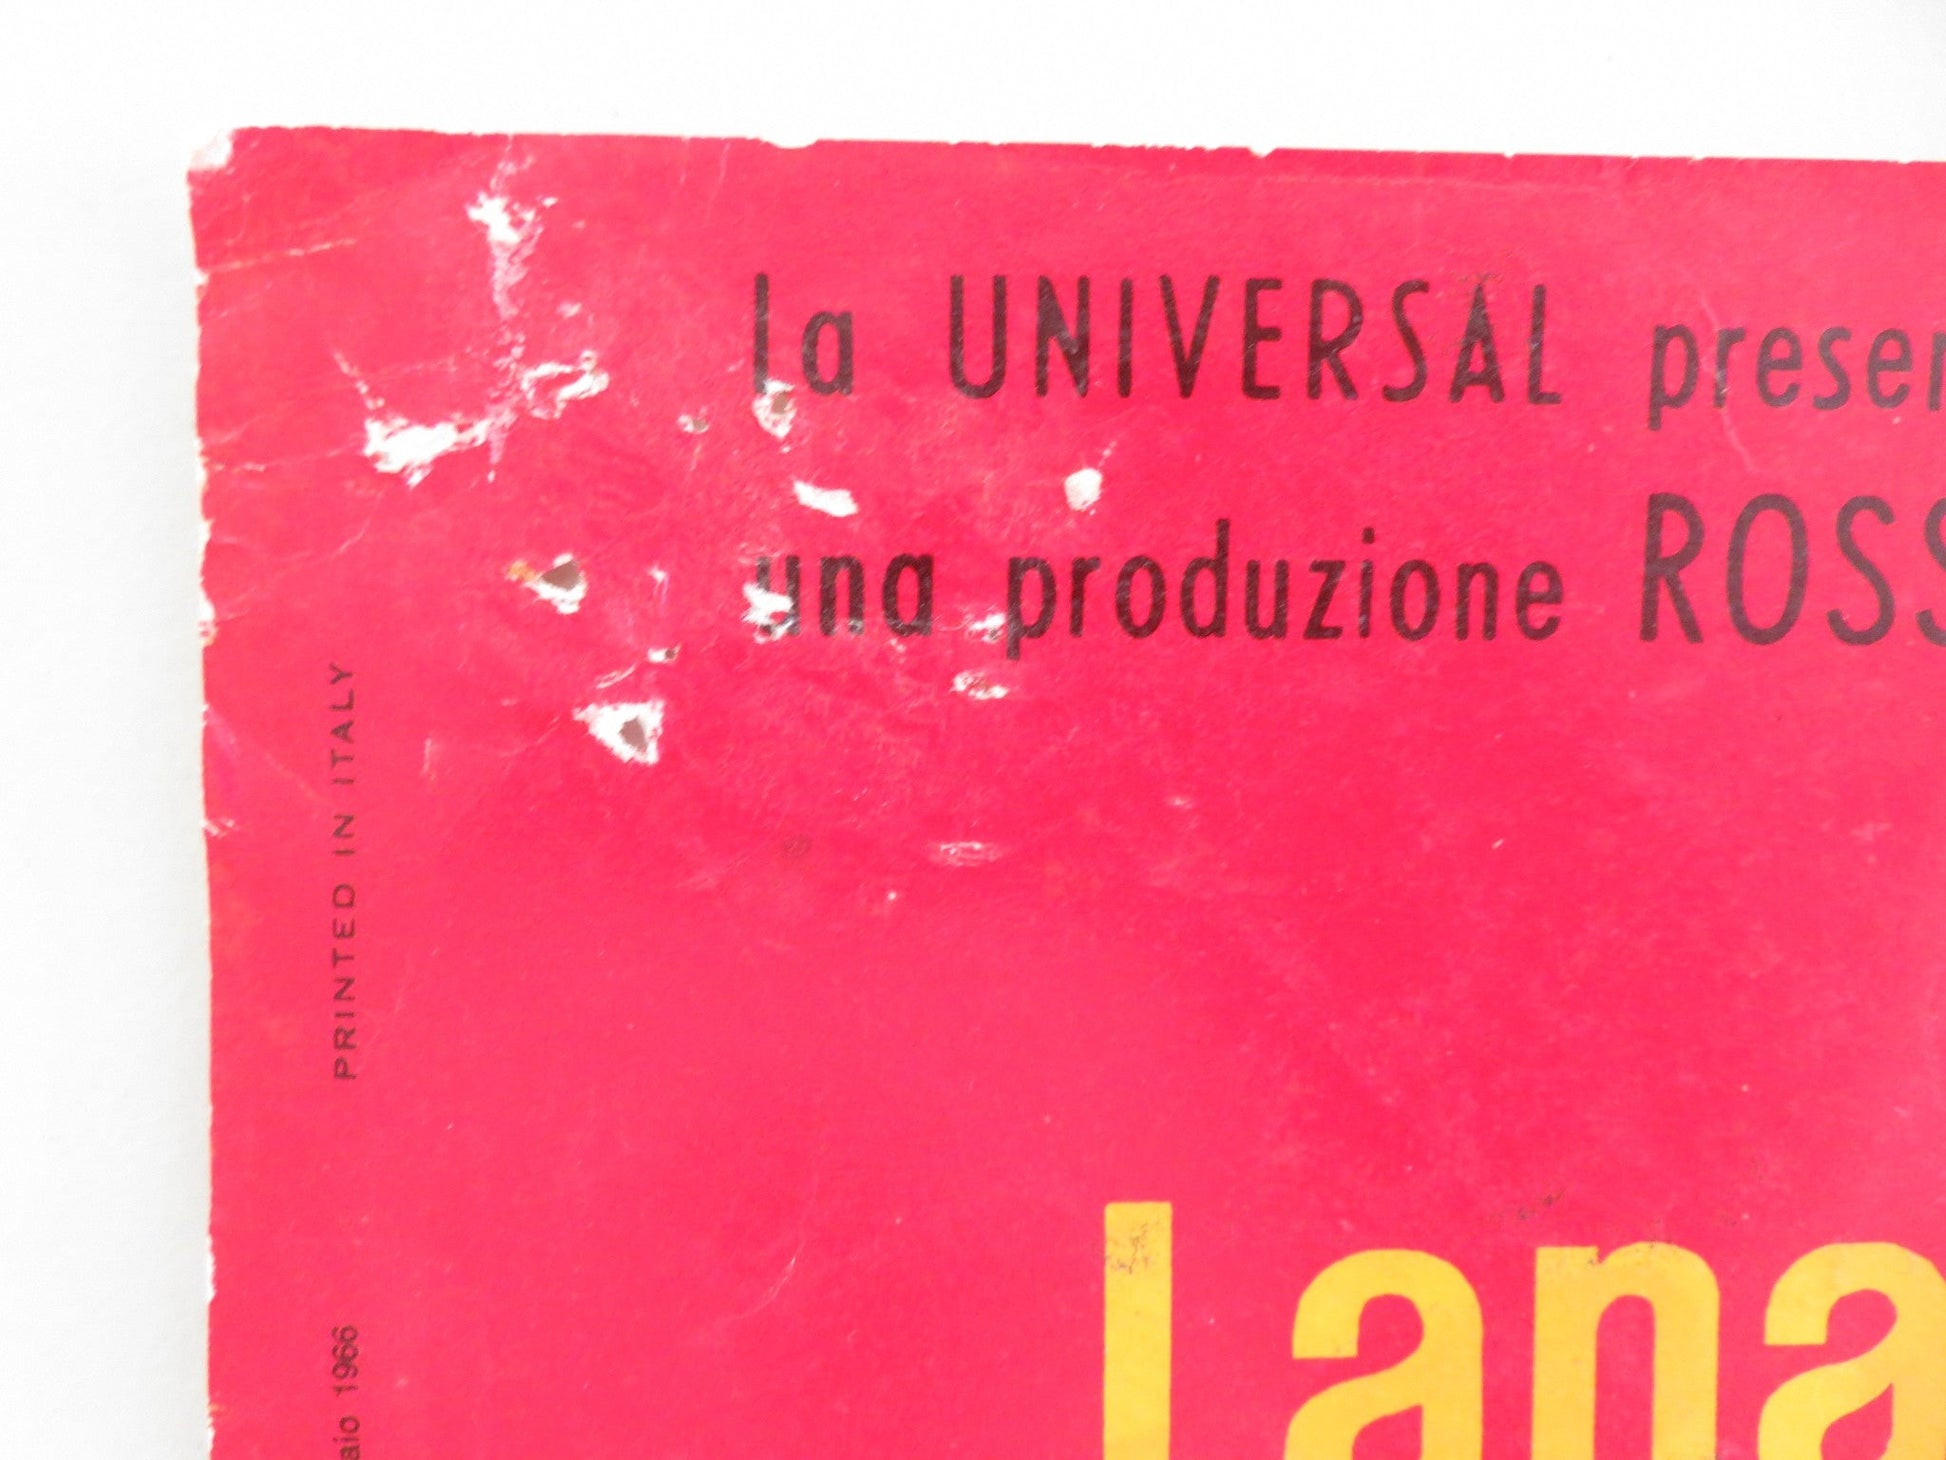 la UNIVERSAL presen
una produzione ROSS
PRINTED IN ITALY
Lana
aio 1966